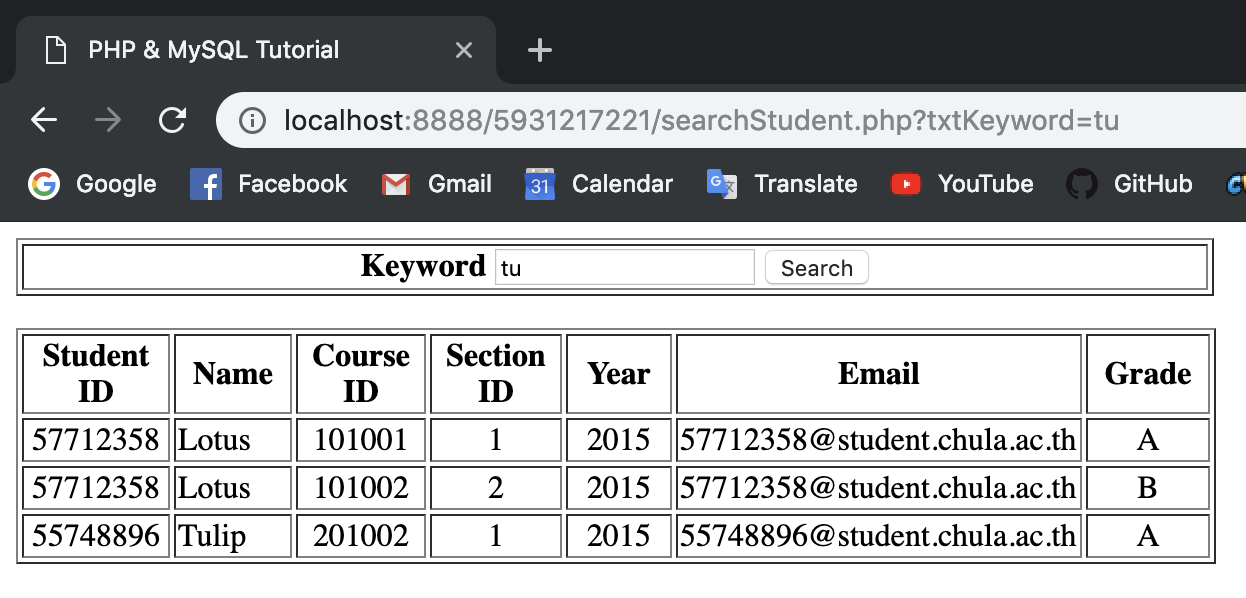 PHP & MySQL Tutorial
localhost:8888/5931217221/searchStudent.php?txtKeyword=tu
Google Facebook Gmail 31 Calendar G Translate YouTube GitHub
Keyword tu Search
Student ID Name Course ID Section ID Year Email Grade
57712358 Lotus 101001 1 2015 57712358@student.chula.ac.th A
57712358 Lotus 101002 2 2015 57712358@student.chula.ac.th B
55748896 Tulip 201002 1 2015 55748896@student.chula.ac.th A